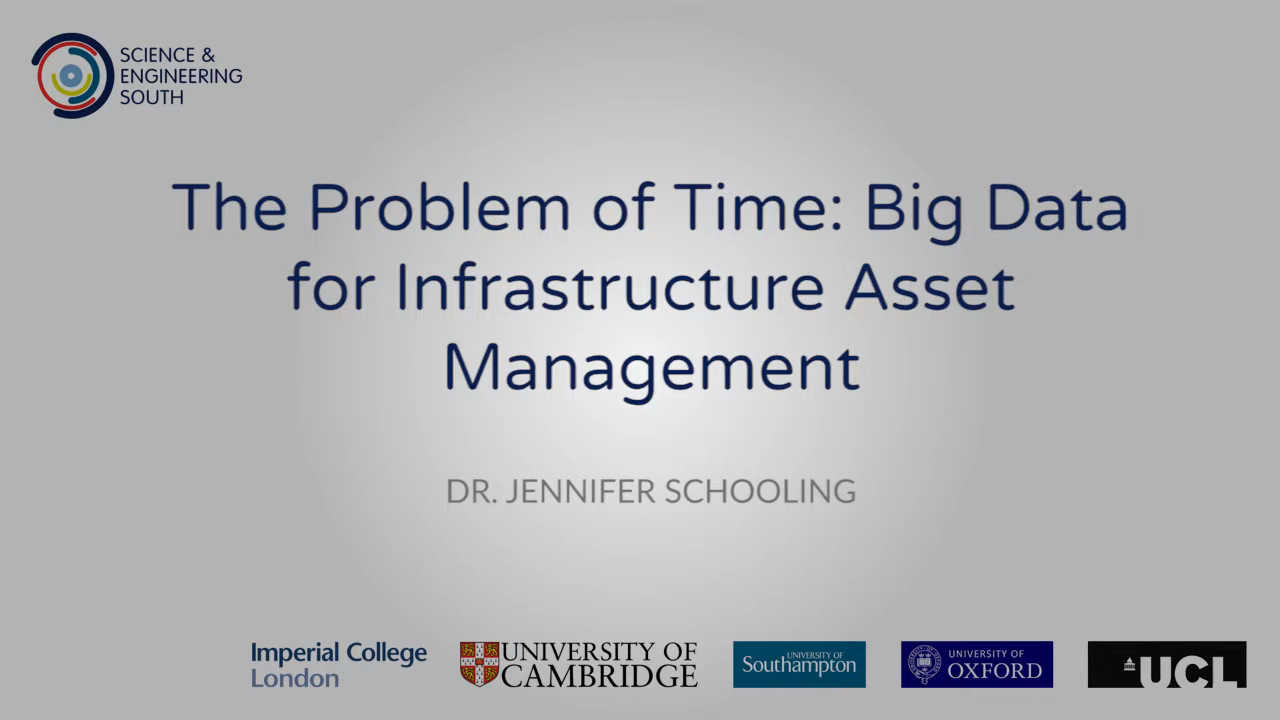 SCIENCE &
ENGINEERING
SOUTH
The Problem of Time: Big Data
for Infrastructure Asset
Management
DR. JENNIFER SCHOOLING
Imperial College
London
UNIVERSITY OF
CAMBRIDGE
UNIVERSITY OF
Southampton
UNIVERSITY OF
OXFORD
UCL